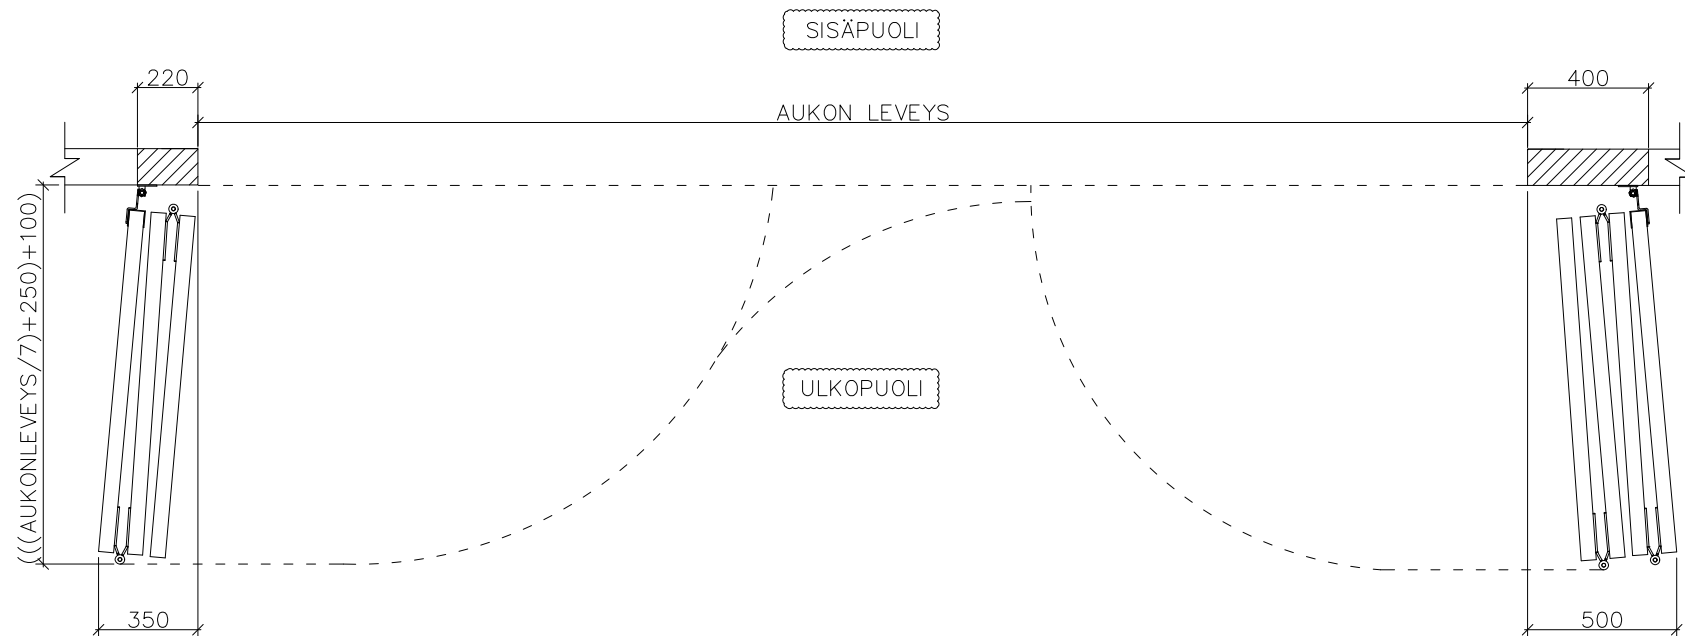 SISÄPUOLI
220
400
AUKON LEVEYS
(((AUKONLEVEYS/7)+250)+100)
ULKOPUOLI
350
500